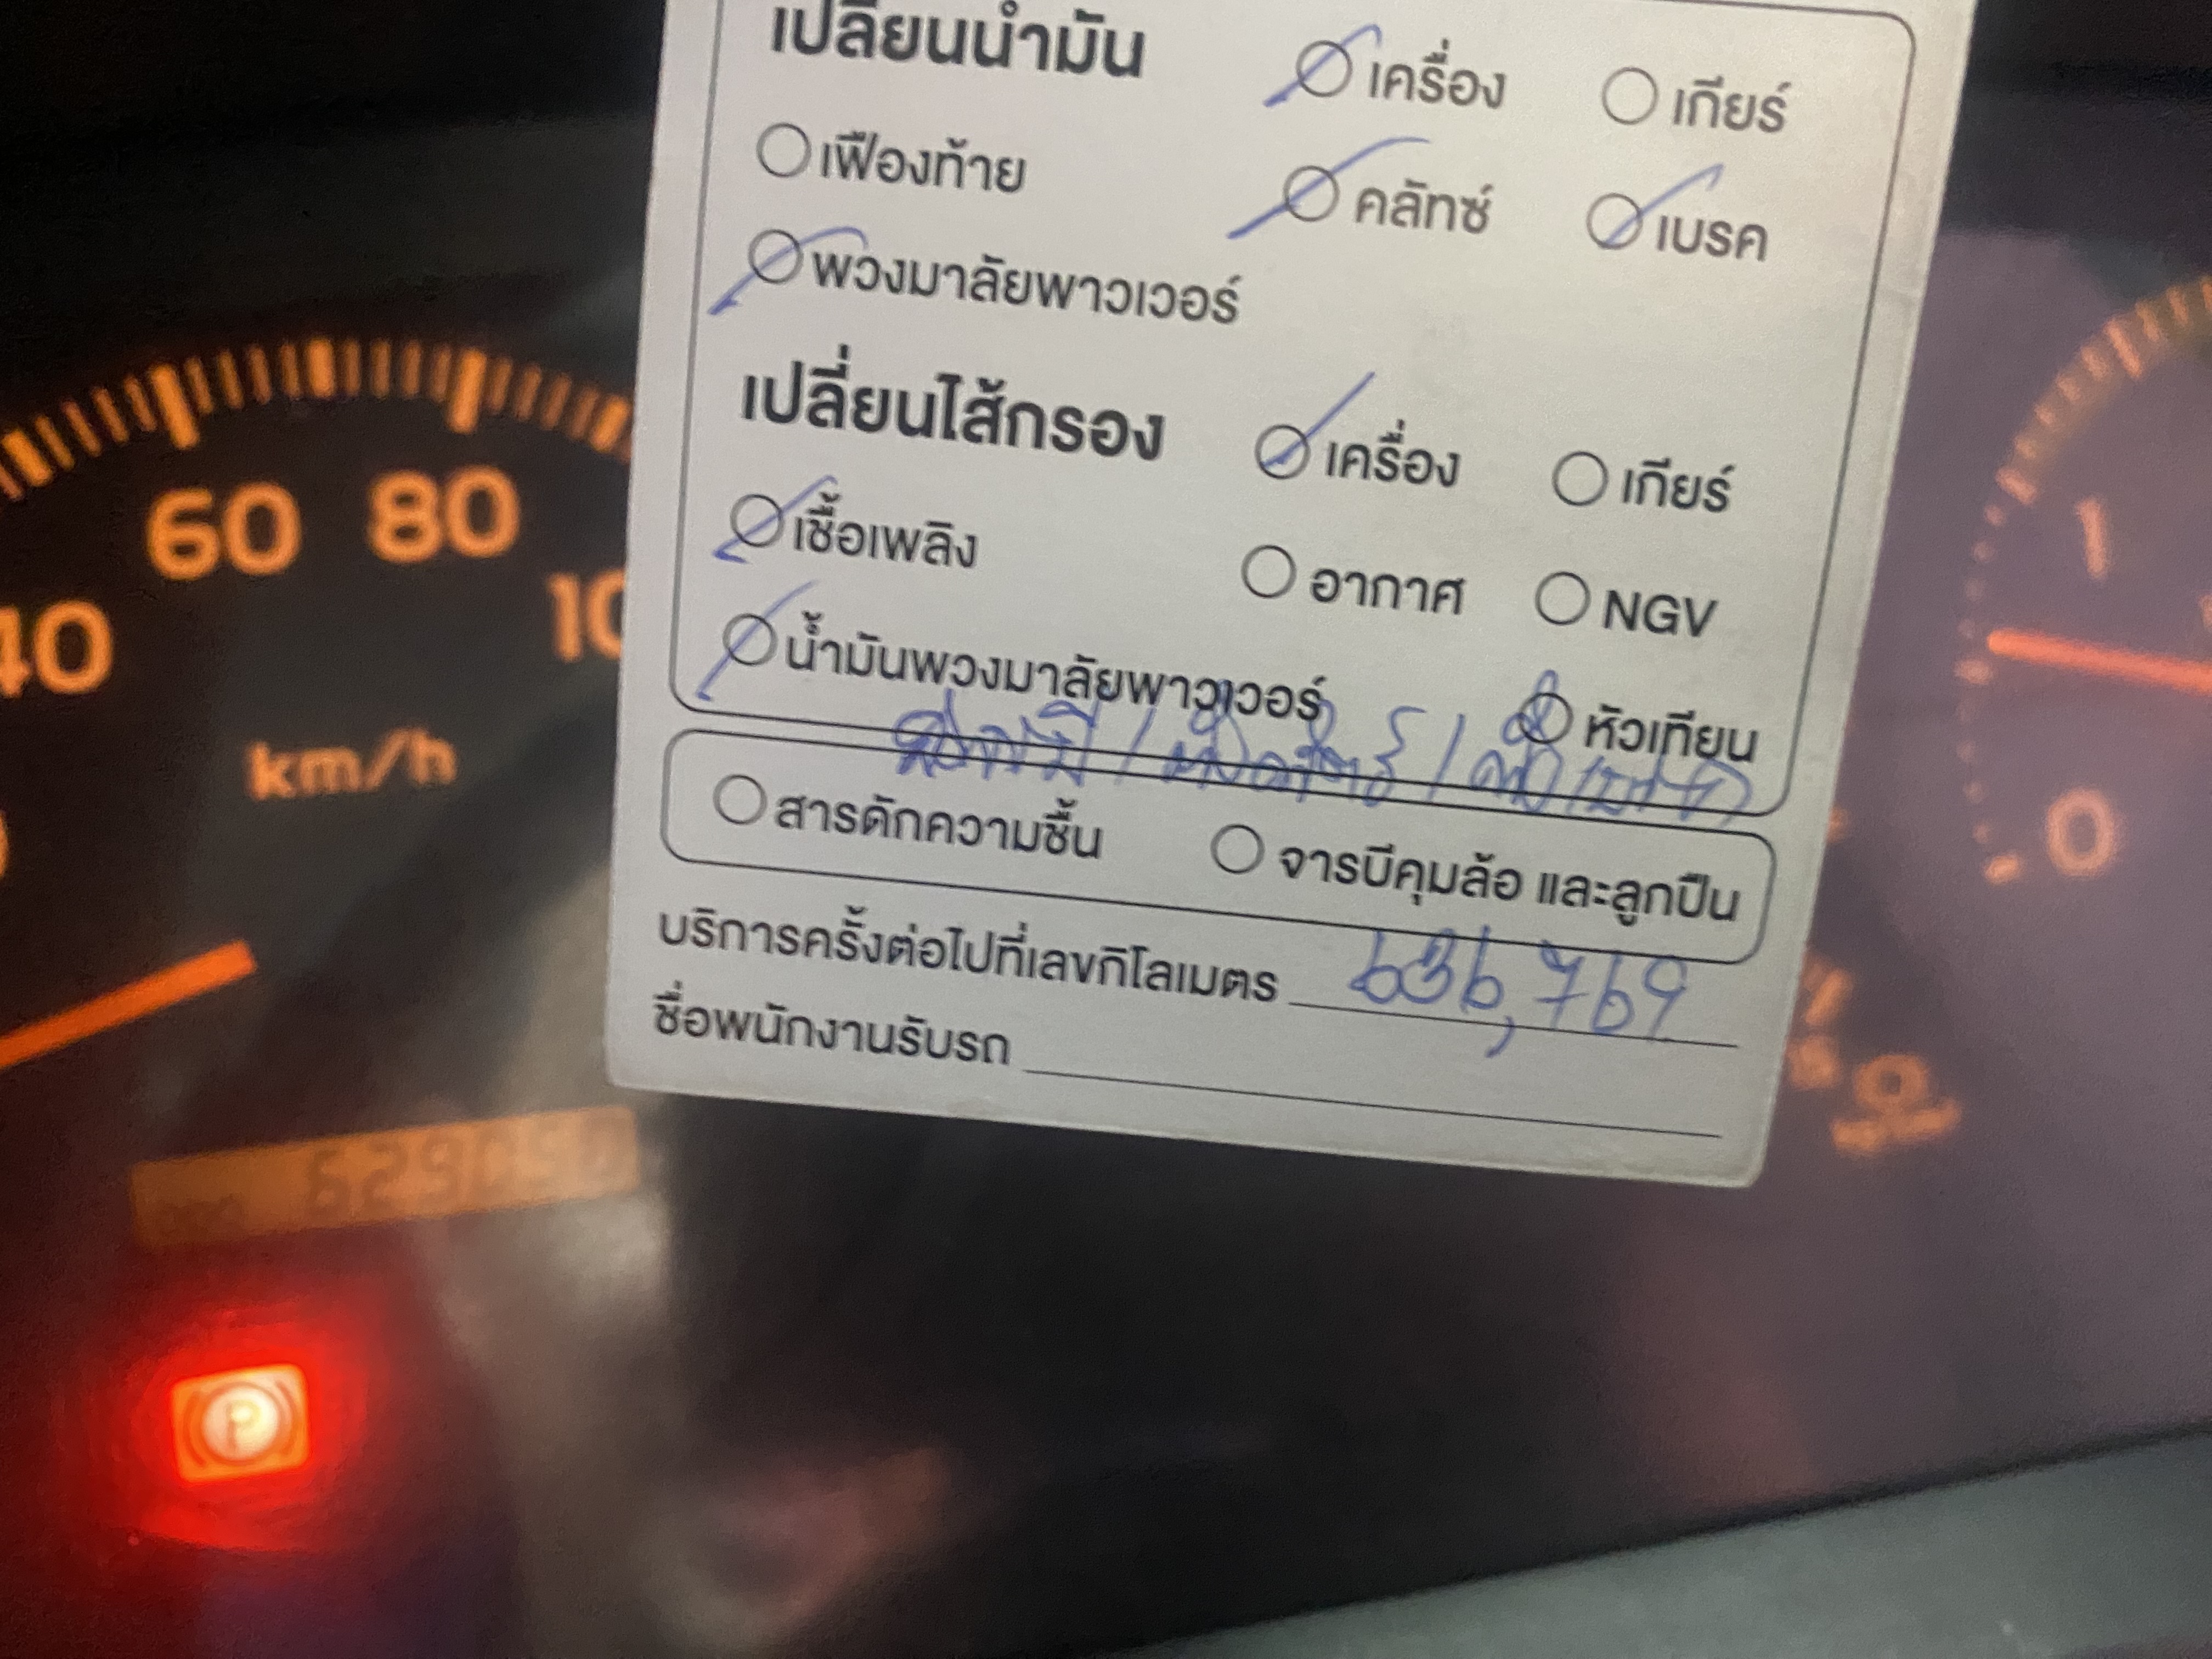 เปลี่ยนน้ำมัน เครื่อง เกียร์
เฟืองท้าย คลัทซ์ เบรค
พวงมาลัยพาวเวอร์
เปลี่ยนไส้กรอง เครื่อง เกียร์
เชื้อเพลิง อากาศ NGV
น้ำมันพวงมาลัยพาวเวอร์ หัวเทียน
สารดักความชื้น จารบีคุมล้อ และลูกปืน
บริการครั้งต่อไปที่เลขกิโลเมตร 636,769
ชื่อพนักงานรับรถ
40 60 80
km/h
P
1
0